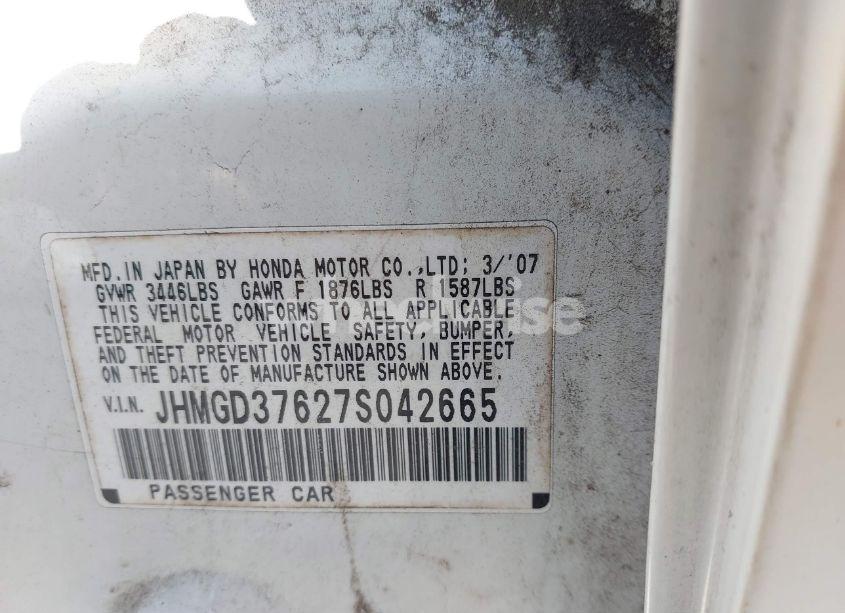 MFD. IN JAPAN BY HONDA MOTOR CO.,LTD; 3/'07
GVWR 3446LBS GAWR F 1876LBS R 1587LBS
THIS VEHICLE CONFORMS TO ALL APPLICABLE
FEDERAL MOTOR VEHICLE SAFETY, BUMPER,
AND THEFT PREVENTION STANDARDS IN EFFECT
ON THE DATE OF MANUFACTURE SHOWN ABOVE.
V.I.N. JHMGD37627S042665
PASSENGER CAR